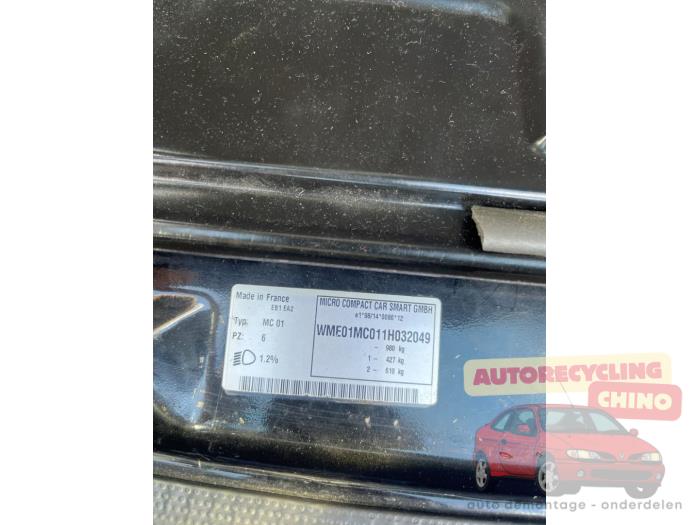 Made in France
EB1 EA2
Typ: MC 01
PZ: 6
1.2%
MICRO COMPACT CAR SMART GMBH
e1*98/14*0086*12
WME01MC011H032049
- 980 kg
1 - 427 kg
2 - 618 kg
AUTORECYCLING
CHINO
auto demontage - onderdelen